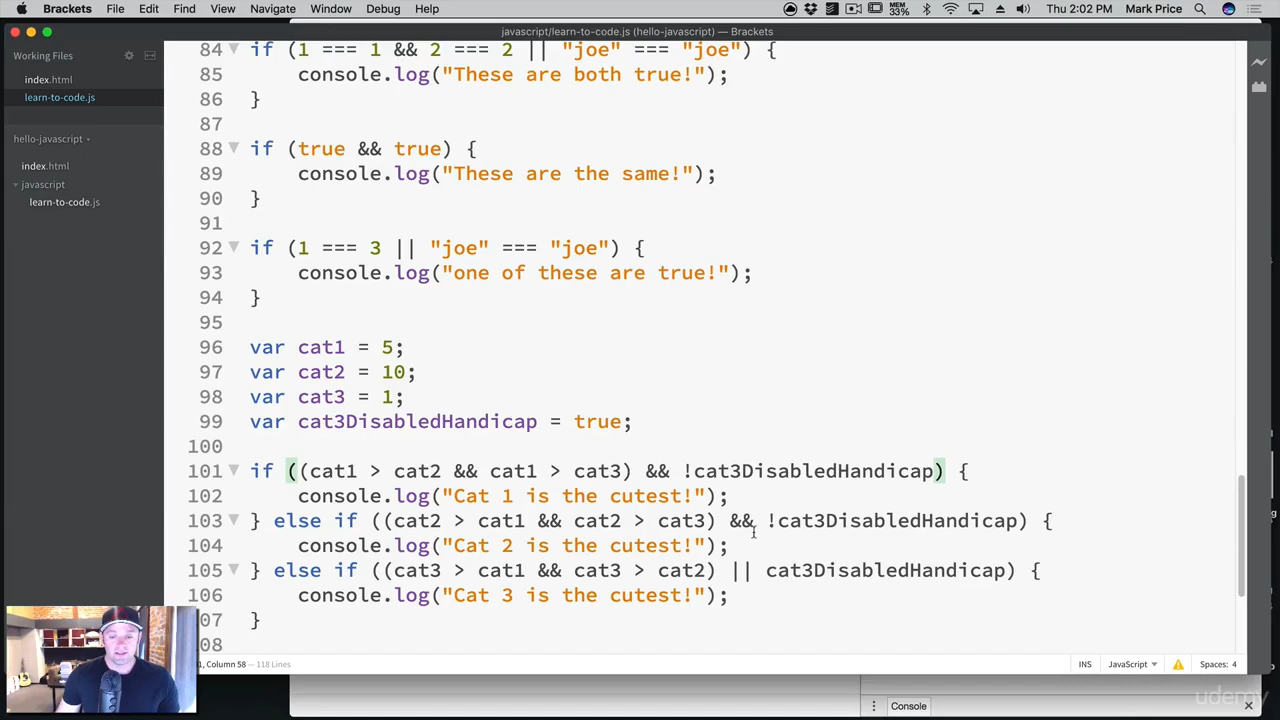 Brackets File Edit Find View Navigate Window Debug Help MEM 33% Thu 2:02 PM Mark Price
javascript/learn-to-code.js (hello-javascript) — Brackets
Working Files
index.html
learn-to-code.js
hello-javascript
index.html
javascript
learn-to-code.js
84 if (1 === 1 && 2 === 2 || "joe" === "joe") {
85 console.log("These are both true!");
86 }
87
88 if (true && true) {
89 console.log("These are the same!");
90 }
91
92 if (1 === 3 || "joe" === "joe") {
93 console.log("one of these are true!");
94 }
95
96 var cat1 = 5;
97 var cat2 = 10;
98 var cat3 = 1;
99 var cat3DisabledHandicap = true;
100
101 if ((cat1 > cat2 && cat1 > cat3) && !cat3DisabledHandicap) {
102 console.log("Cat 1 is the cutest!");
103 } else if ((cat2 > cat1 && cat2 > cat3) && !cat3DisabledHandicap) {
104 console.log("Cat 2 is the cutest!");
105 } else if ((cat3 > cat1 && cat3 > cat2) || cat3DisabledHandicap) {
106 console.log("Cat 3 is the cutest!");
07 }
08
1, Column 58 — 118 Lines INS JavaScript Spaces: 4
Console
udemy